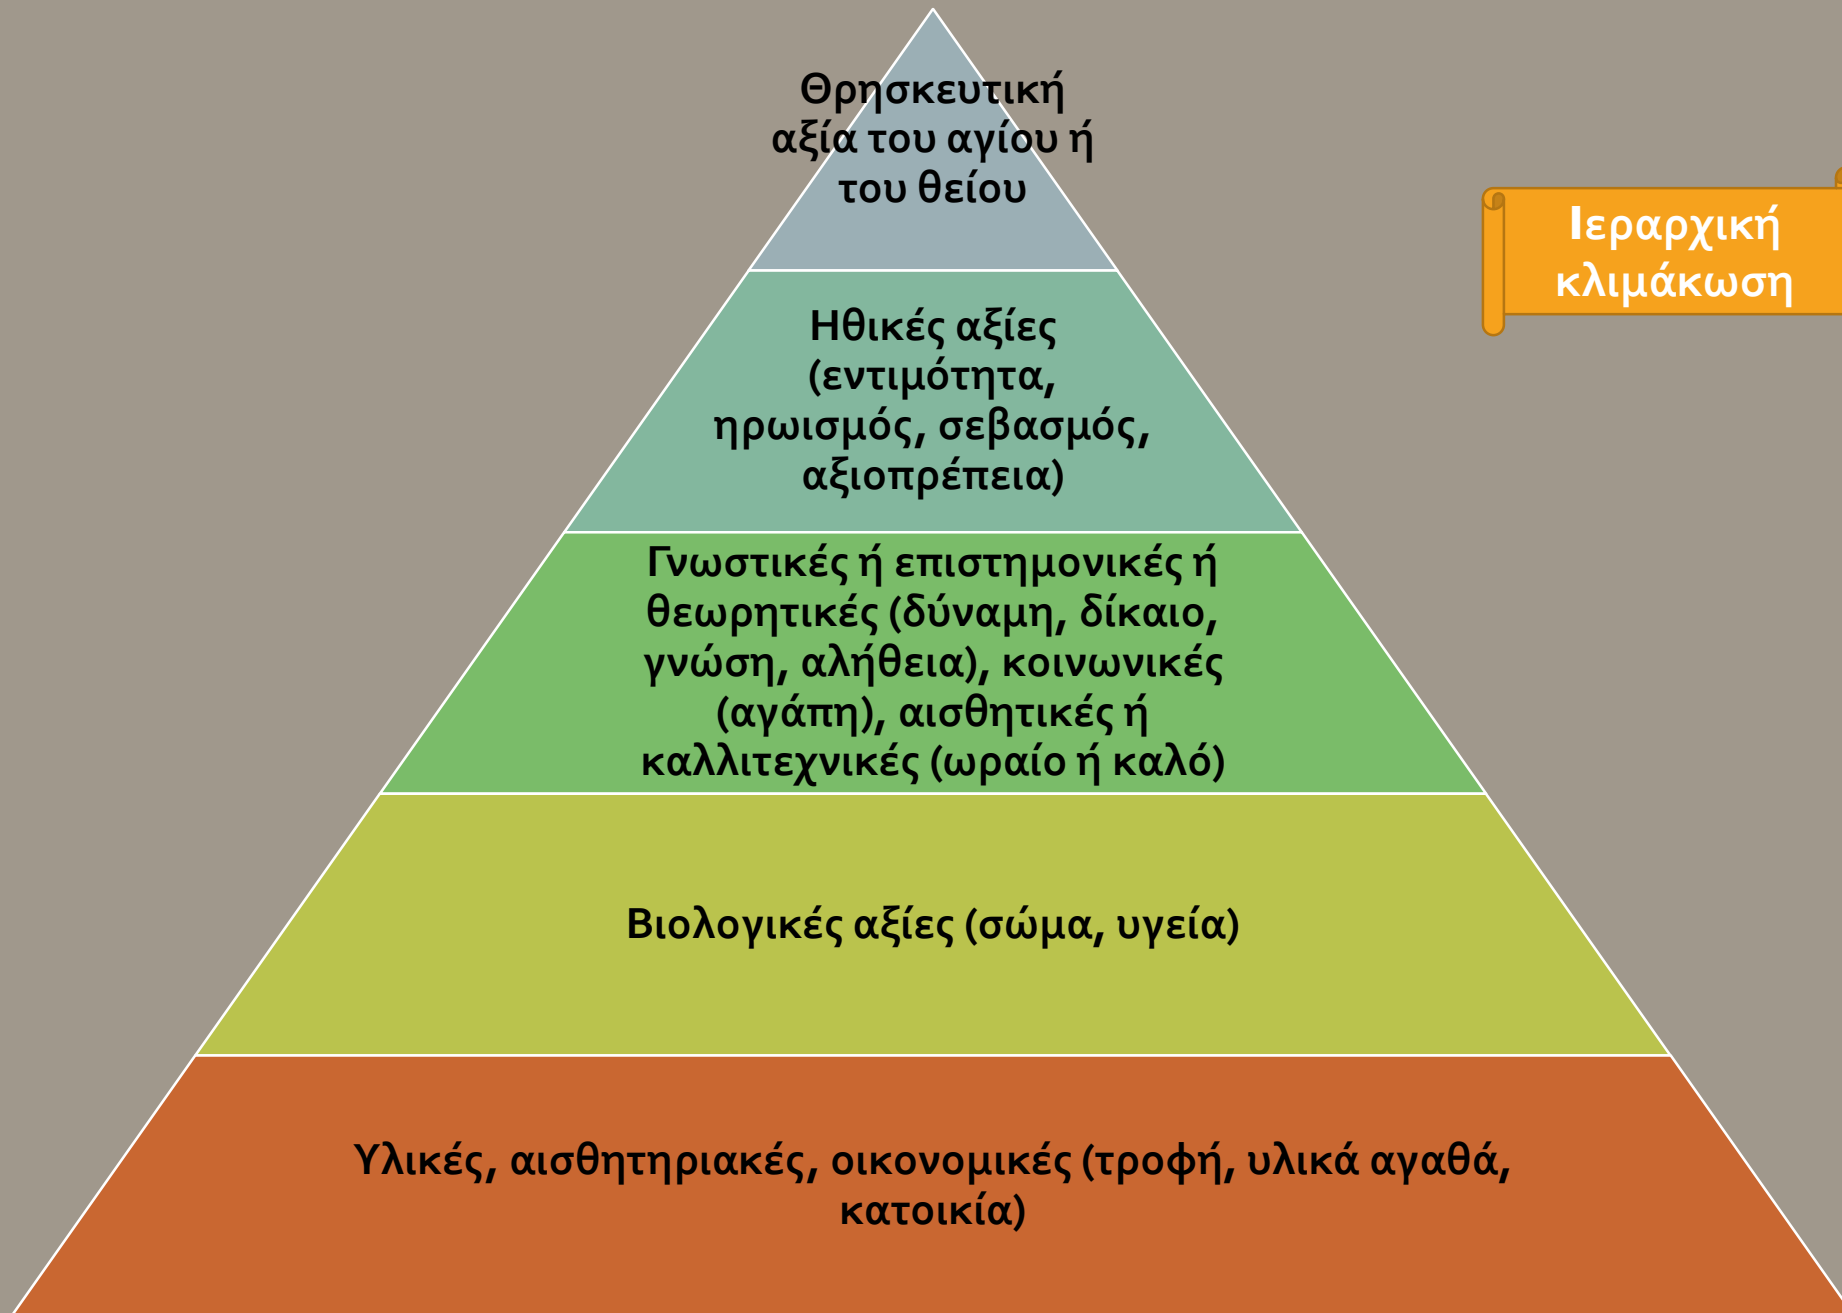 Θρησκευτική
αξία του αγίου ή
του θείου
Ιεραρχική
κλιμάκωση
Ηθικές αξίες
(εντιμότητα,
ηρωισμός, σεβασμός,
αξιοπρέπεια)
Γνωστικές ή επιστημονικές ή
θεωρητικές (δύναμη, δίκαιο,
γνώση, αλήθεια), κοινωνικές
(αγάπη), αισθητικές ή
καλλιτεχνικές (ωραίο ή καλό)
Βιολογικές αξίες (σώμα, υγεία)
Υλικές, αισθητηριακές, οικονομικές (τροφή, υλικά αγαθά,
κατοικία)